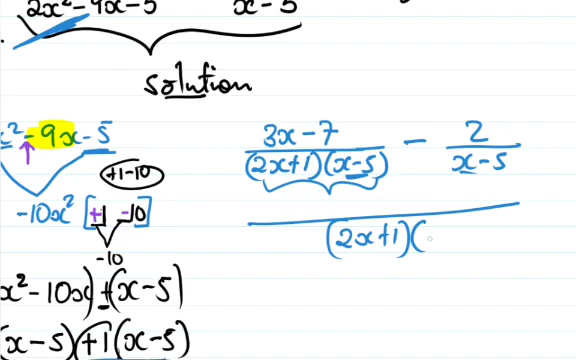 2x² - 9x - 5    x - 5
solution
x² - 9x - 5
+1 - 10
-10x² [+1 -10]
-10
x² - 10x) + (x - 5)
(x - 5) + 1 (x - 5)
3x - 7    2
(2x+1)(x-5) - x - 5
(2x+1)(